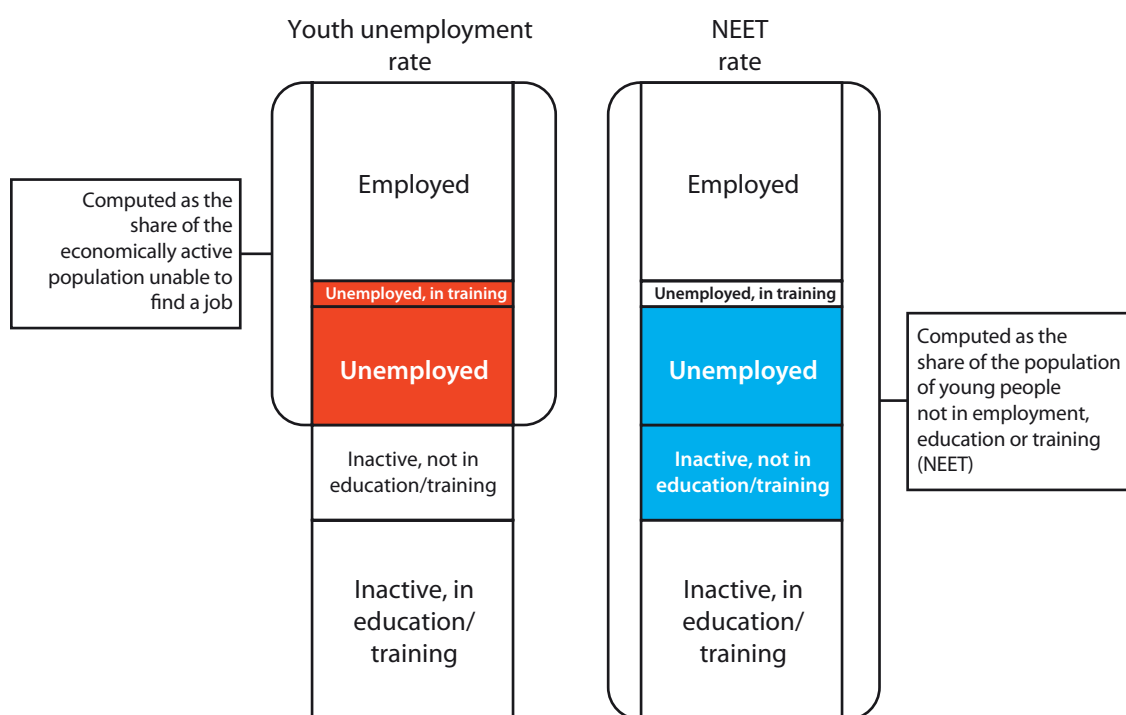 Youth unemployment
rate
Computed as the
share of the
economically active
population unable to
find a job
Employed
Unemployed, in training
Unemployed
Inactive, not in
education/training
Inactive, in
education/
training
NEET
rate
Employed
Unemployed, in training
Unemployed
Inactive, not in
education/training
Inactive, in
education/
training
Computed as the
share of the population
of young people
not in employment,
education or training
(NEET)